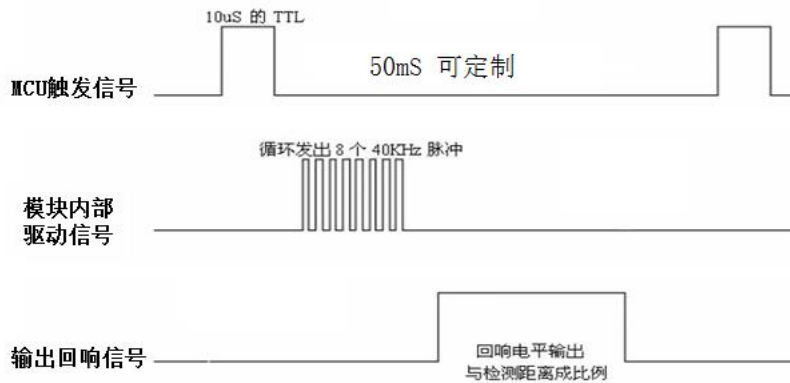 10uS 的 TTL
50mS 可定制
MCU触发信号
循环发出 8 个 40KHz 脉冲
模块内部
驱动信号
输出回响信号
回响电平输出
与检测距离成比例